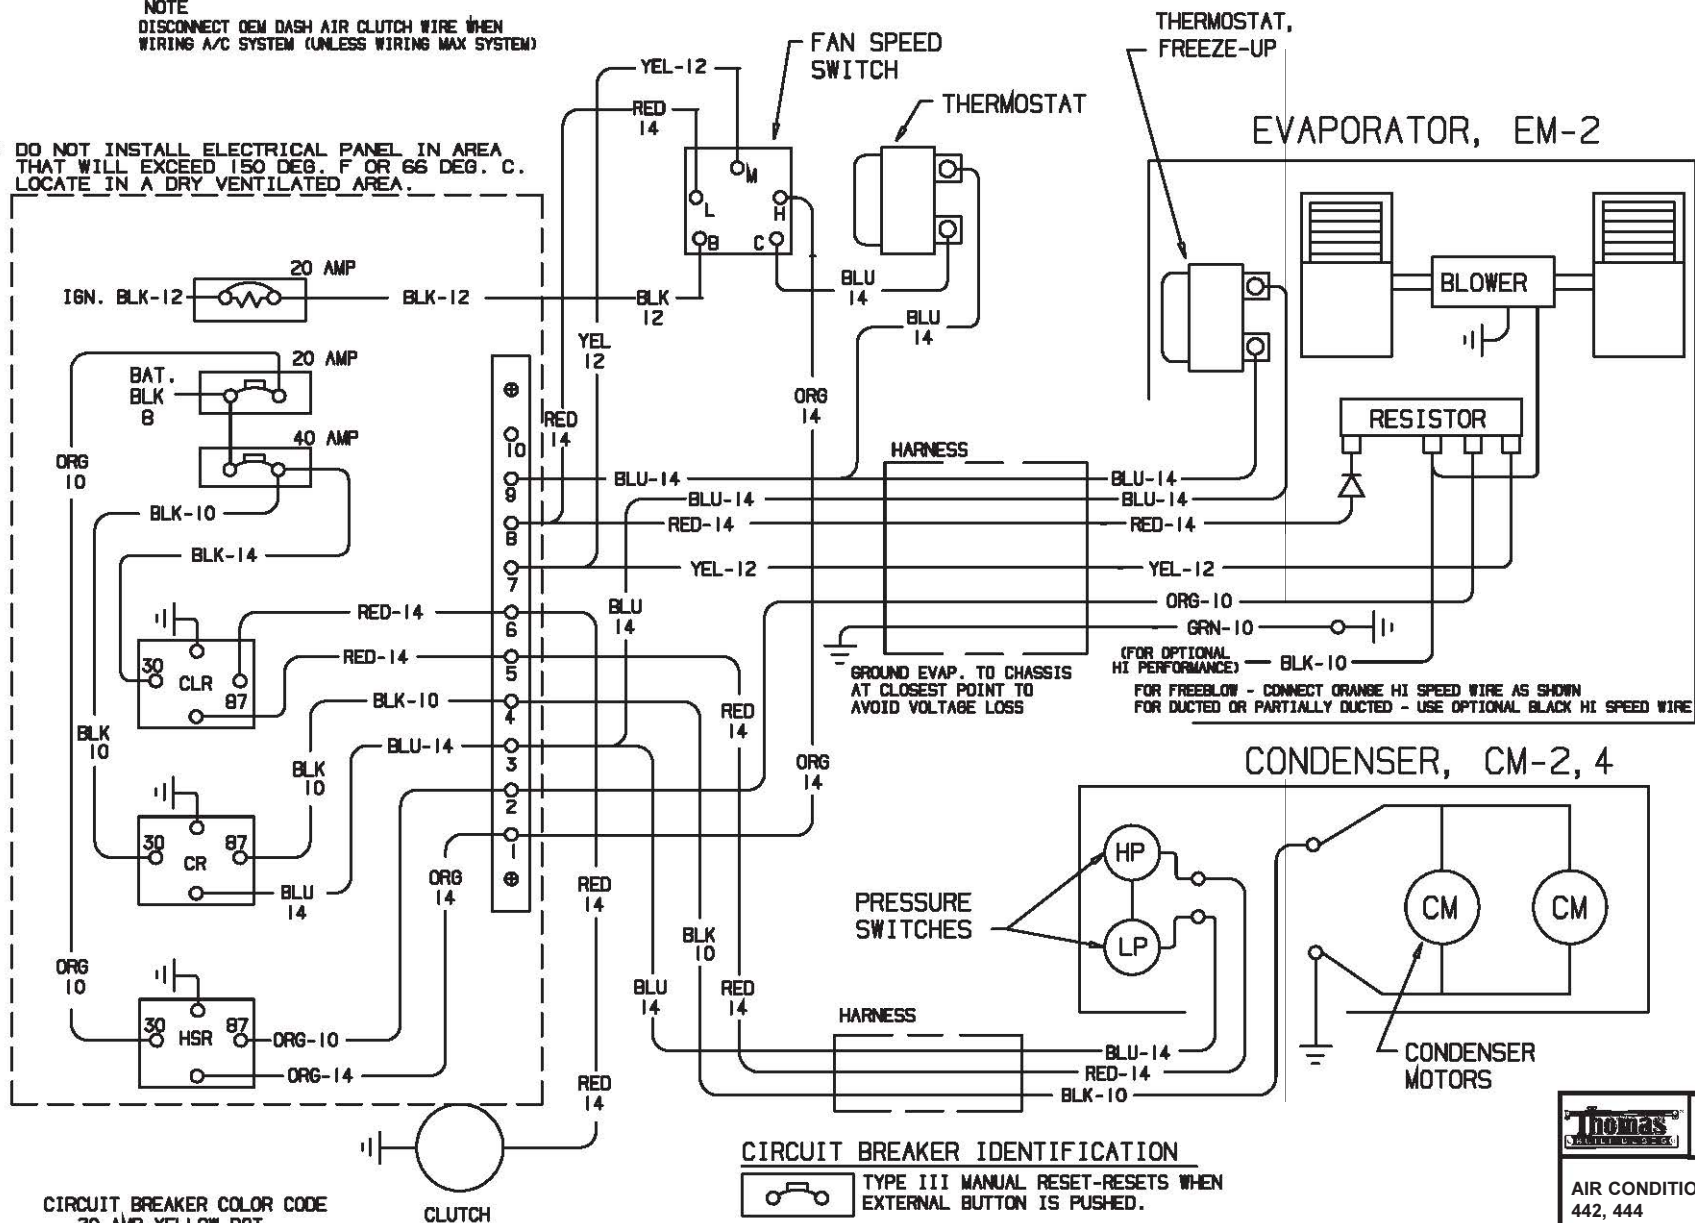 NOTE
DISCONNECT OEM DASH AIR CLUTCH WIRE WHEN
WIRING A/C SYSTEM (UNLESS WIRING MAX SYSTEM)
DO NOT INSTALL ELECTRICAL PANEL IN AREA
THAT WILL EXCEED 150 DEG. F OR 66 DEG. C.
LOCATE IN A DRY VENTILATED AREA.
YEL-12
RED
14
FAN SPEED
SWITCH
THERMOSTAT
THERMOSTAT,
FREEZE-UP
EVAPORATOR, EM-2
M
L
H
B
C
BLU
14
BLU
14
20 AMP
IGN. BLK-12
BLK-12
BLK
12
YEL
12
20 AMP
BAT.
BLK
8
40 AMP
ORG
10
BLK-10
BLK-14
RED
14
ORG
14
BLOWER
RESISTOR
10
9
8
7
6
5
4
3
2
1
HARNESS
BLU-14
BLU-14
BLU-14
BLU-14
RED-14
RED-14
YEL-12
YEL-12
ORG-10
GRN-10
(FOR OPTIONAL
HI PERFORMANCE)
BLK-10
GROUND EVAP. TO CHASSIS
AT CLOSEST POINT TO
AVOID VOLTAGE LOSS
FOR FREEBLOW - CONNECT ORANGE HI SPEED WIRE AS SHOWN
FOR DUCTED OR PARTIALLY DUCTED - USE OPTIONAL BLACK HI SPEED WIRE
RED-14
BLU
14
30
CLR
87
RED-14
BLK-10
RED
14
BLK
10
BLU-14
BLK
10
ORG
14
30
CR
87
BLU
14
ORG
14
RED
14
BLK
10
ORG
10
30
HSR
87
ORG-10
ORG-14
BLU
14
RED
14
RED
14
CONDENSER, CM-2, 4
HP
LP
PRESSURE
SWITCHES
CM
CM
HARNESS
BLU-14
RED-14
BLK-10
CONDENSER
MOTORS
CLUTCH
CIRCUIT BREAKER IDENTIFICATION
TYPE III MANUAL RESET-RESETS WHEN
EXTERNAL BUTTON IS PUSHED.
CIRCUIT BREAKER COLOR CODE
Thomas
AIR CONDITIO
442, 444